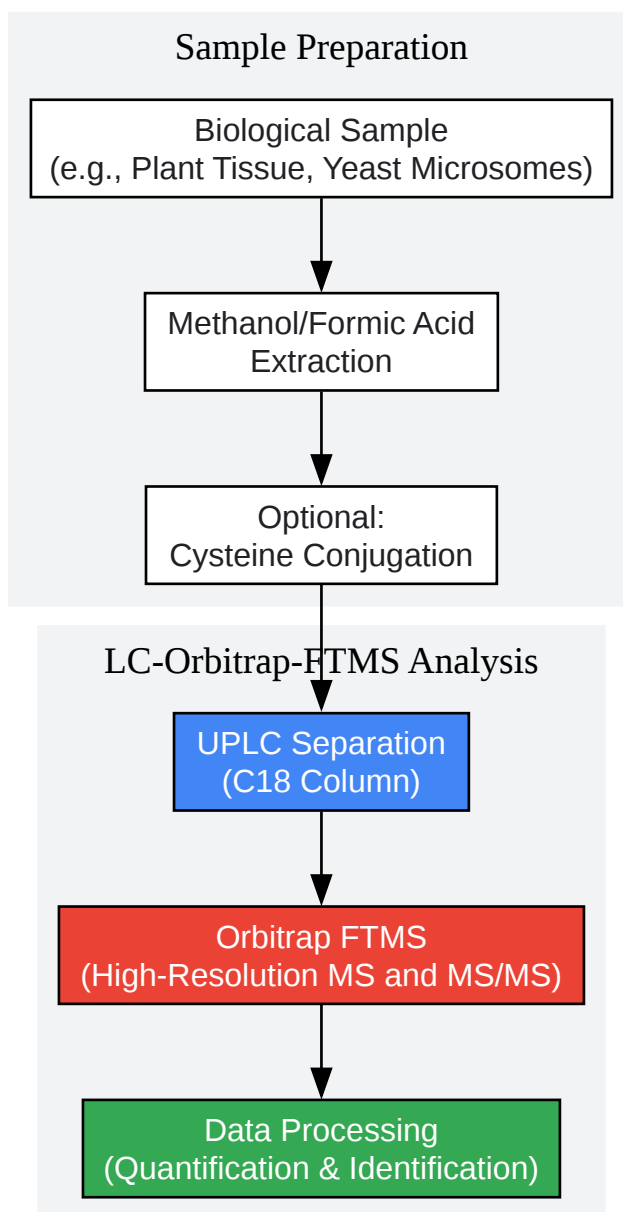 Sample Preparation
Biological Sample
(e.g., Plant Tissue, Yeast Microsomes)
Methanol/Formic Acid
Extraction
Optional:
Cysteine Conjugation
LC-Orbitrap-FTMS Analysis
UPLC Separation
(C18 Column)
Orbitrap FTMS
(High-Resolution MS and MS/MS)
Data Processing
(Quantification & Identification)